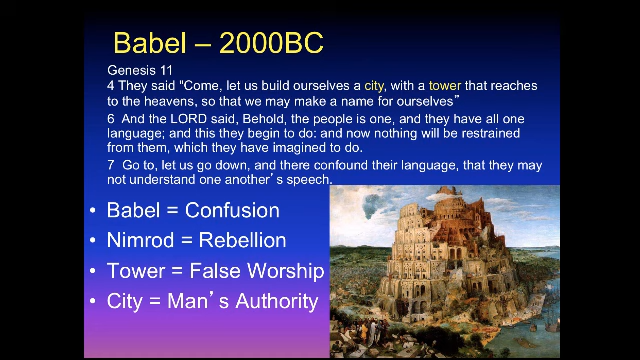 Babel – 2000BC
Genesis 11
4 They said "Come, let us build ourselves a city, with a tower that reaches
to the heavens, so that we may make a name for ourselves”
6 And the LORD said, Behold, the people is one, and they have all one
language; and this they begin to do: and now nothing will be restrained
from them, which they have imagined to do.
7 Go to, let us go down, and there confound their language, that they may
not understand one another’s speech.
• Babel = Confusion
• Nimrod = Rebellion
• Tower = False Worship
• City = Man’s Authority